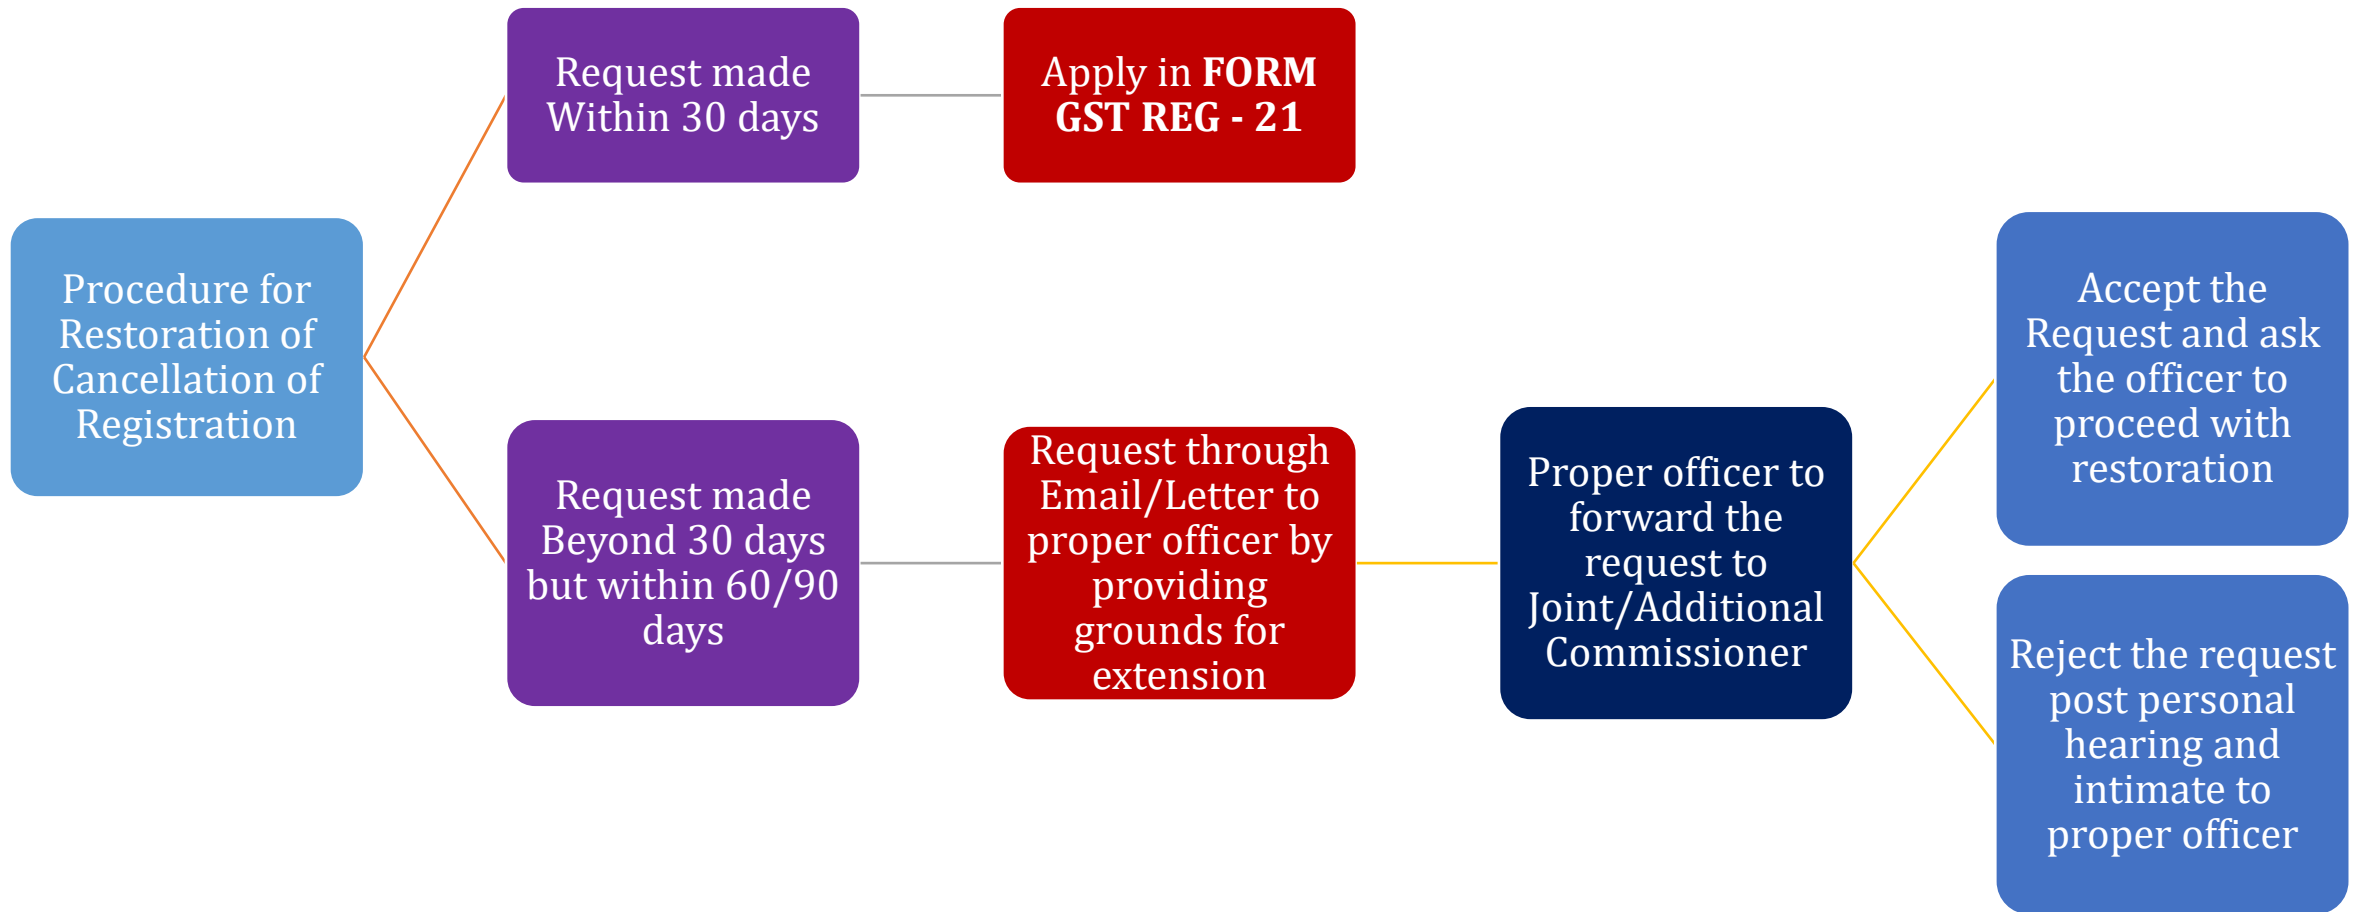 Procedure for
Restoration of
Cancellation of
Registration
Request made
Within 30 days
Apply in FORM
GST REG - 21
Request made
Beyond 30 days
but within 60/90
days
Request through
Email/Letter to
proper officer by
providing
grounds for
extension
Proper officer to
forward the
request to
Joint/Additional
Commissioner
Accept the
Request and ask
the officer to
proceed with
restoration
Reject the request
post personal
hearing and
intimate to
proper officer